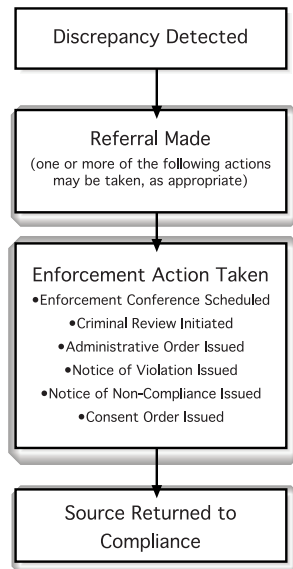 Discrepancy Detected
Referral Made
(one or more of the following actions
may be taken, as appropriate)
Enforcement Action Taken
•Enforcement Conference Scheduled
•Criminal Review Initiated
•Administrative Order Issued
•Notice of Violation Issued
•Notice of Non-Compliance Issued
•Consent Order Issued
Source Returned to
Compliance